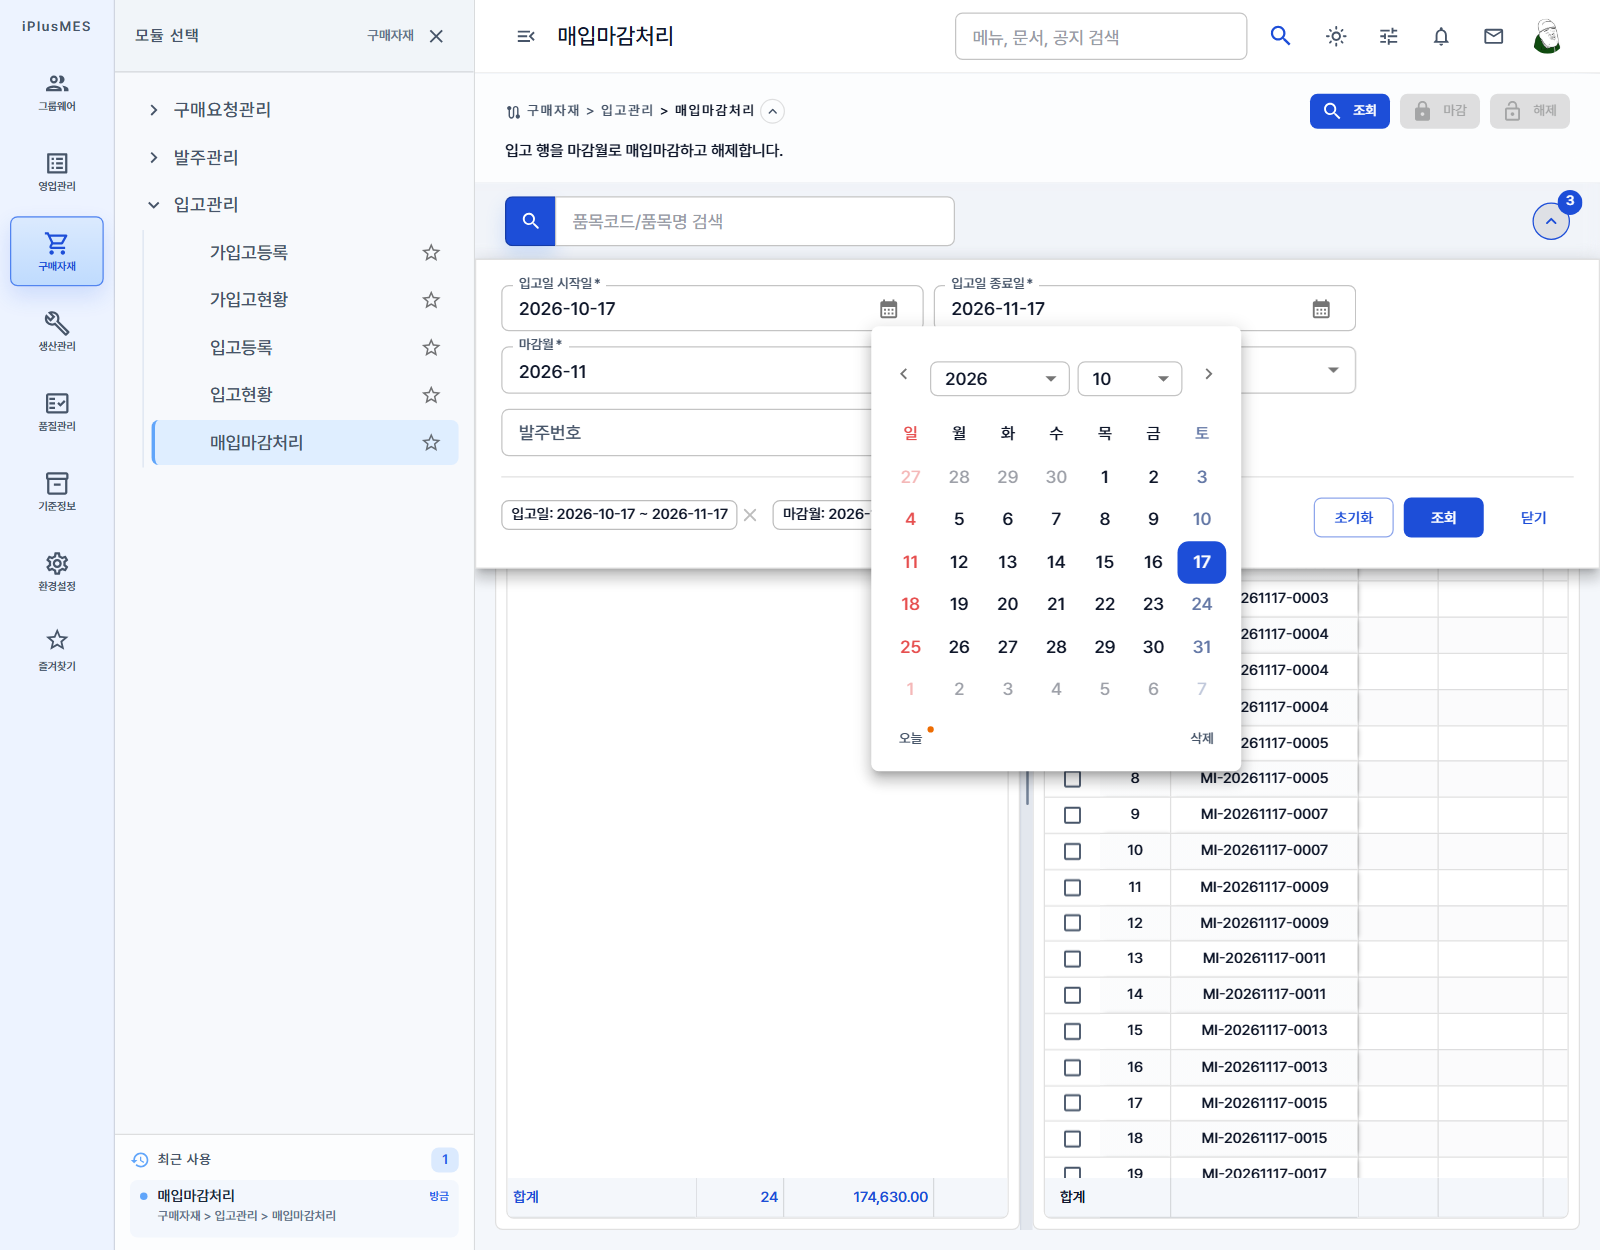 iPlusMES
그룹웨어
영업관리
구매자재
생산관리
품질관리
기준정보
환경설정
즐겨찾기
모듈 선택
구매자재
구매요청관리
발주관리
입고관리
가입고등록
가입고현황
입고등록
입고현황
매입마감처리
최근 사용
1
매입마감처리
방금
구매자재 > 입고관리 > 매입마감처리
매입마감처리
메뉴, 문서, 공지 검색
구매자재 > 입고관리 > 매입마감처리
조회
마감
해제
입고 행을 마감월로 매입마감하고 해제합니다.
품목코드/품목명 검색
3
입고일 시작일*
2026-10-17
입고일 종료일*
2026-11-17
마감월*
2026-11
발주번호
입고일: 2026-10-17 ~ 2026-11-17
마감월: 2026-
초기화
조회
닫기
2026
10
일 월 화 수 목 금 토
27 28 29 30 1 2 3
4 5 6 7 8 9 10
11 12 13 14 15 16 17
18 19 20 21 22 23 24
25 26 27 28 29 30 31
1 2 3 4 5 6 7
오늘
삭제
261117-0003
261117-0004
261117-0004
261117-0004
261117-0005
8 MI-20261117-0005
9 MI-20261117-0007
10 MI-20261117-0007
11 MI-20261117-0009
12 MI-20261117-0009
13 MI-20261117-0011
14 MI-20261117-0011
15 MI-20261117-0013
16 MI-20261117-0013
17 MI-20261117-0015
18 MI-20261117-0015
19 MI-20261117-0017
합계 24 174,630.00
합계